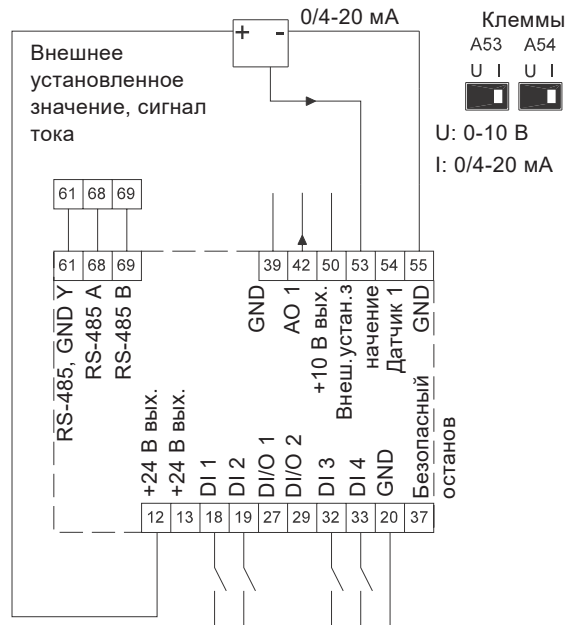 0/4-20 мА
+ -
Внешнее
установленное
значение, сигнал
тока
Клеммы
A53 A54
U I U I
U: 0-10 В
I: 0/4-20 мА
61 68 69
61 68 69
39 42 50 53 54 55
RS-485, GND Y
RS-485 A
RS-485 B
GND
AO 1
+10 В вых.
Внеш.устан.з
начение
Датчик 1
GND
+24 В вых.
+24 В вых.
DI 1
DI 2
DI/O 1
DI/O 2
DI 3
DI 4
GND
Безопасный
останов
12 13 18 19 27 29 32 33 20 37